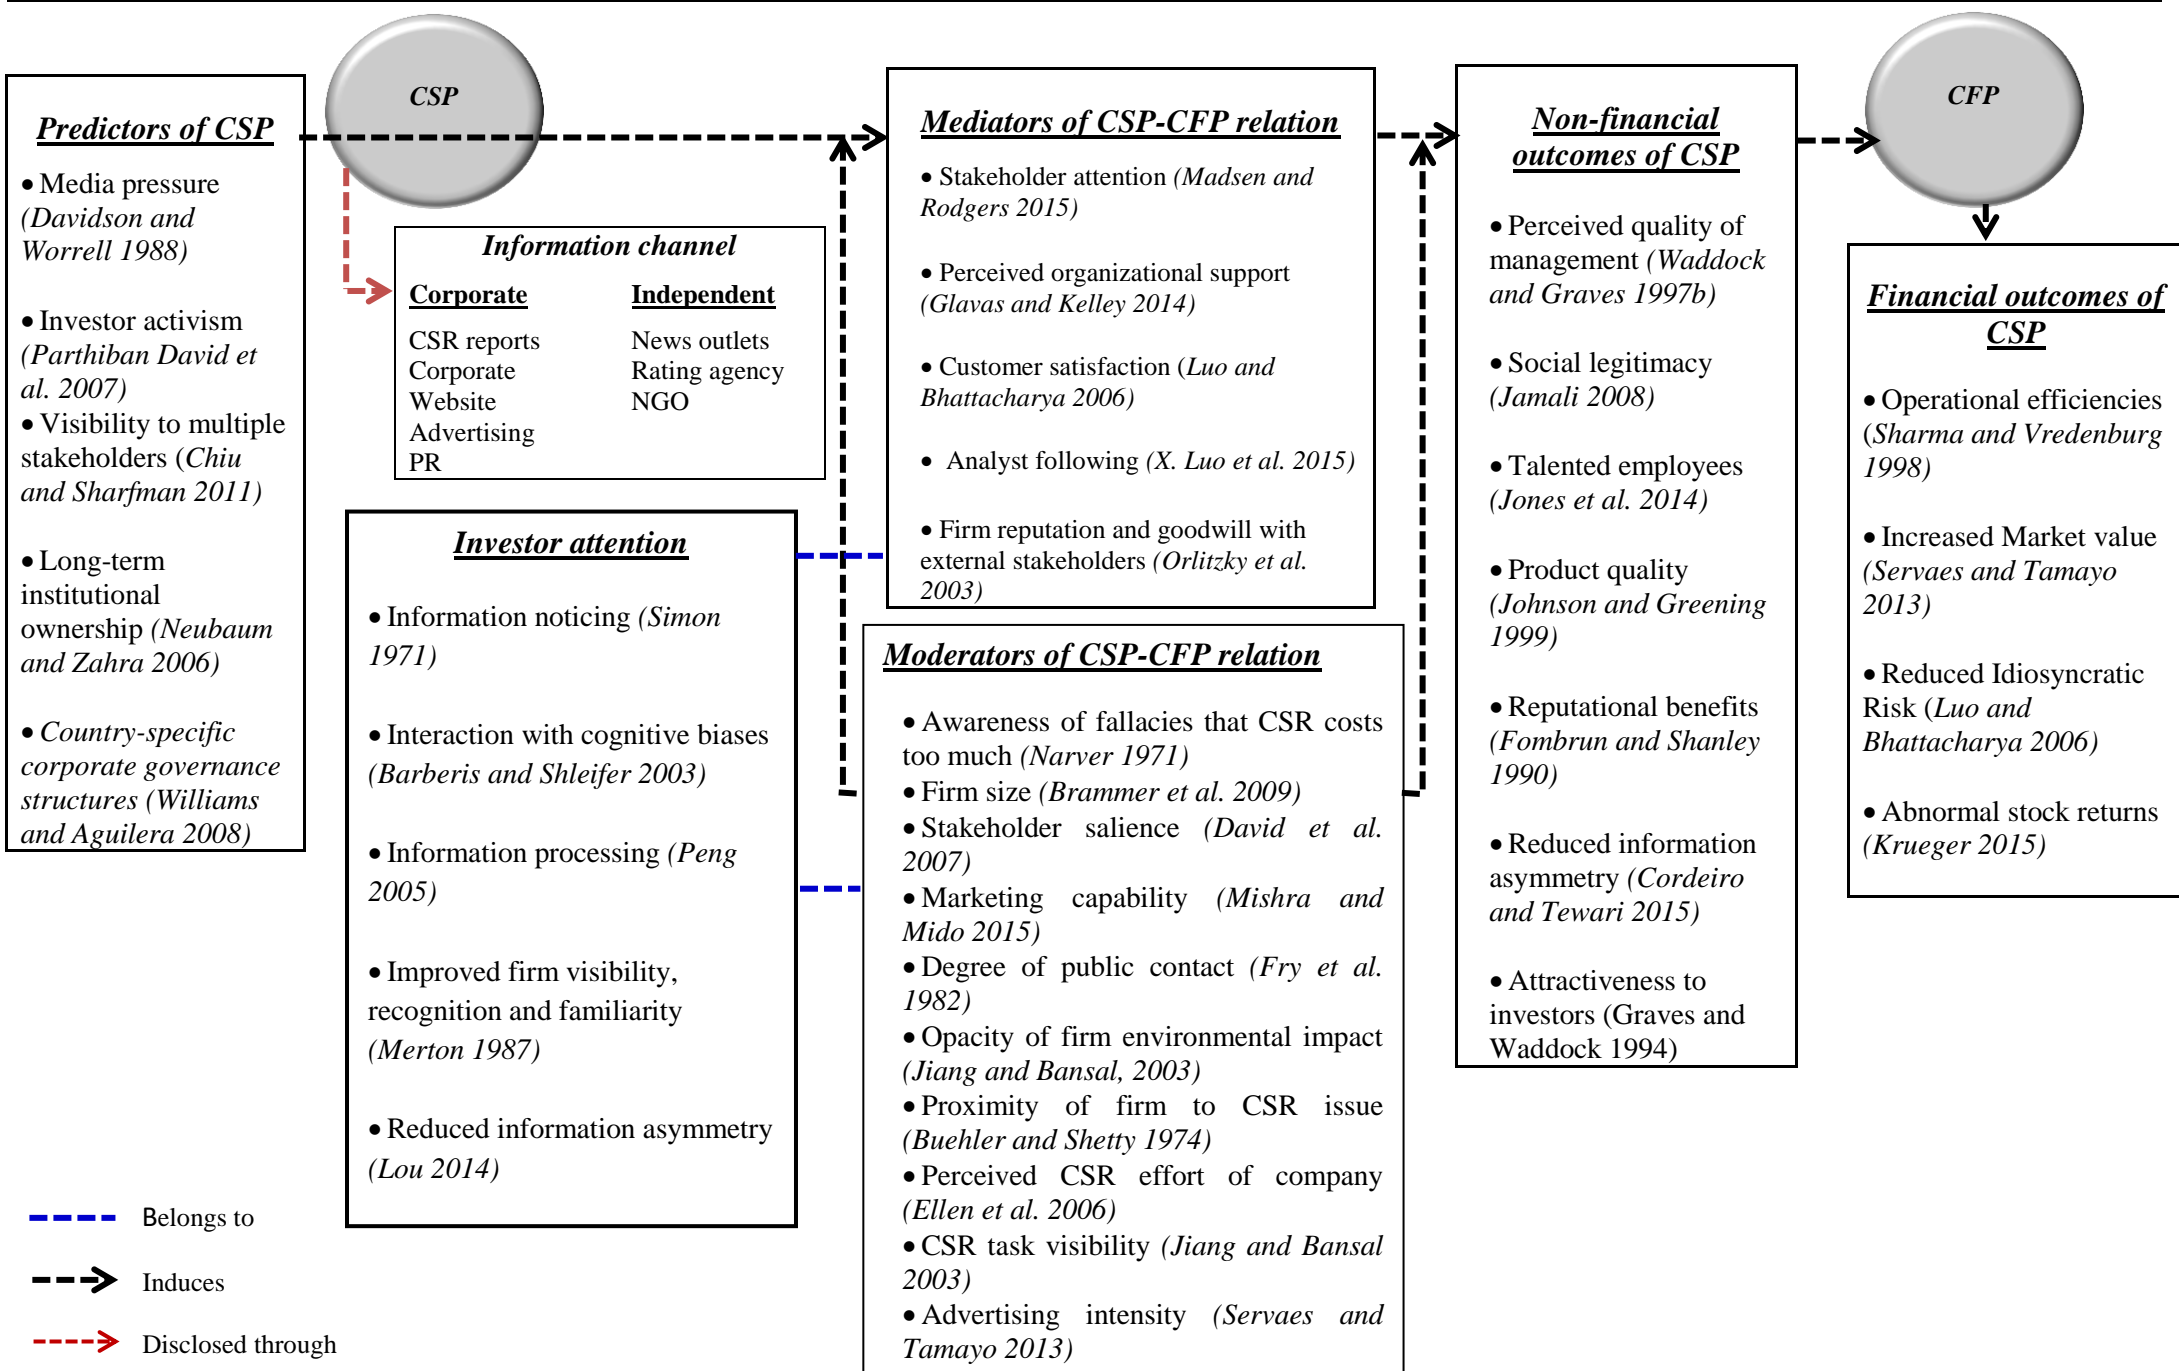 CSP
CFP
Predictors of CSP
• Media pressure
(Davidson and
Worrell 1988)
• Investor activism
(Parthiban David et
al. 2007)
• Visibility to multiple
stakeholders (Chiu
and Sharfman 2011)
• Long-term
institutional
ownership (Neubaum
and Zahra 2006)
• Country-specific
corporate governance
structures (Williams
and Aguilera 2008)
Information channel
Corporate
CSR reports
Corporate
Website
Advertising
PR
Independent
News outlets
Rating agency
NGO
Investor attention
• Information noticing (Simon
1971)
• Interaction with cognitive biases
(Barberis and Shleifer 2003)
• Information processing (Peng
2005)
• Improved firm visibility,
recognition and familiarity
(Merton 1987)
• Reduced information asymmetry
(Lou 2014)
Mediators of CSP-CFP relation
• Stakeholder attention (Madsen and
Rodgers 2015)
• Perceived organizational support
(Glavas and Kelley 2014)
• Customer satisfaction (Luo and
Bhattacharya 2006)
• Analyst following (X. Luo et al. 2015)
• Firm reputation and goodwill with
external stakeholders (Orlitzky et al.
2003)
Moderators of CSP-CFP relation
• Awareness of fallacies that CSR costs
too much (Narver 1971)
• Firm size (Brammer et al. 2009)
• Stakeholder salience (David et al.
2007)
• Marketing capability (Mishra and
Mido 2015)
• Degree of public contact (Fry et al.
1982)
• Opacity of firm environmental impact
(Jiang and Bansal, 2003)
• Proximity of firm to CSR issue
(Buehler and Shetty 1974)
• Perceived CSR effort of company
(Ellen et al. 2006)
• CSR task visibility (Jiang and Bansal
2003)
• Advertising intensity (Servaes and
Tamayo 2013)
Non-financial
outcomes of CSP
• Perceived quality of
management (Waddock
and Graves 1997b)
• Social legitimacy
(Jamali 2008)
• Talented employees
(Jones et al. 2014)
• Product quality
(Johnson and Greening
1999)
• Reputational benefits
(Fombrun and Shanley
1990)
• Reduced information
asymmetry (Cordeiro
and Tewari 2015)
• Attractiveness to
investors (Graves and
Waddock 1994)
Financial outcomes of
CSP
• Operational efficiencies
(Sharma and Vredenburg
1998)
• Increased Market value
(Servaes and Tamayo
2013)
• Reduced Idiosyncratic
Risk (Luo and
Bhattacharya 2006)
• Abnormal stock returns
(Krueger 2015)
Belongs to
Induces
Disclosed through